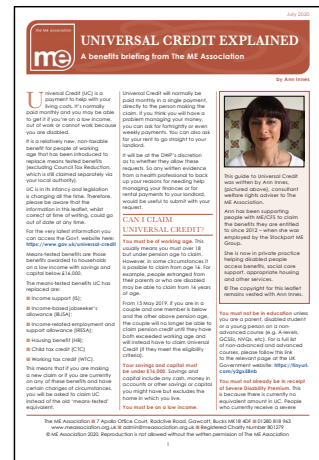 July 2020
The ME Association
me
UNIVERSAL CREDIT EXPLAINED
A benefits briefing from The ME Association
by Ann Innes
Universal Credit (UC) is a
payment to help with your
living costs. It's normally
paid monthly and you may be able
to get it if you're on a low income,
out of work or cannot work because
you are disabled.
It is a relatively new, non-taxable
benefit for people of working
age that has been introduced to
replace means tested benefits
(excluding Council Tax Reduction,
which is still claimed separately via
your local authority).
UC is in its infancy and legislation
is changing all the time. Therefore,
please be aware that the
information in this leaflet, whilst
correct at time of writing, could go
out of date at any time.
For the very latest information you
can access the Govt. website here:
https://www.gov.uk/universal-credit
Means-tested benefits are those
benefits awarded to households
on a low income with savings and
capital below £16,000.
The means-tested benefits UC has
replaced are:
■ Income support (IS);
■ Income-based jobseeker's
allowance (JSA);
■ Income-related employment and
support allowance (IRESA);
■ Housing benefit (HB);
■ Child tax credit (CTC)
■ Working tax credit (WTC).
This means that if you are making
a new claim or if you are currently
on any of these benefits and have
certain changes of circumstances,
you will be asked to claim UC
instead of the old 'means-tested'
equivalent.
Universal Credit will normally be
paid monthly in a single payment,
directly to the person making the
claim. If you think you will have a
problem managing your money,
you can ask for fortnightly or even
weekly payments. You can also ask
for your rent to go straight to your
landlord.
It will be at the DWP's discretion
as to whether they allow these
requests. So any written evidence
from a health professional to back
up your reasons for needing help
managing your finances or for
rental payments to your landlord,
would be useful to submit with your
request.
CAN I CLAIM
UNIVERSAL CREDIT?
You must be of working age. This
usually means you must over 18
but under pension age to claim.
However, in some circumstances it
is possible to claim from age 16. For
example, people estranged from
their parents or who are disabled
may be able to claim from 16 years
of age.
From 15 May 2019, if you are in a
couple and one member is below
and the other above pension age,
the couple will no longer be able to
claim pension credit until they have
both exceeded working age and
will instead have to claim Universal
Credit (if they meet the eligibility
criteria).
Your savings and capital must
be under £16,000. Savings and
capital include any cash, money in
accounts or other savings or capital
you might have but excludes the
home in which you live.
You must be on a low income.
This guide to Universal Credit
was written by Ann Innes,
(pictured above), consultant
welfare rights adviser to The
ME Association.
Ann has been supporting
people with ME/CFS to claim
the benefits they are entitled
to since 2012 – when she was
employed by the Stockport ME
Group.
She is now in private practice
helping disabled people
access benefits, social care
support, appropriate housing
and other services.
© The copyright for this leaflet
remains vested with Ann Innes.
You must not be in education unless
you are a parent, disabled student
or a young person on a non-
advanced course (e.g. A-levels,
GCSEs, NVQs, etc). For a full list
of non-advanced and advanced
courses, please follow this link
to the relevant page at the UK
Government website:
You must not already be in receipt
of Severe Disability Premium. This
is because there is currently no
equivalent amount in UC. People
who currently receive a severe
The ME Association 7 Apollo Office Court, Radclive Road, Gawcott, Bucks MK18 4DF 01280 818 963
www.meassociation.org.uk admin@meassociation.org.uk Registered Charity Number 801279
© ME Association 2020. Reproduction is not allowed without the written permission of The ME Association
1